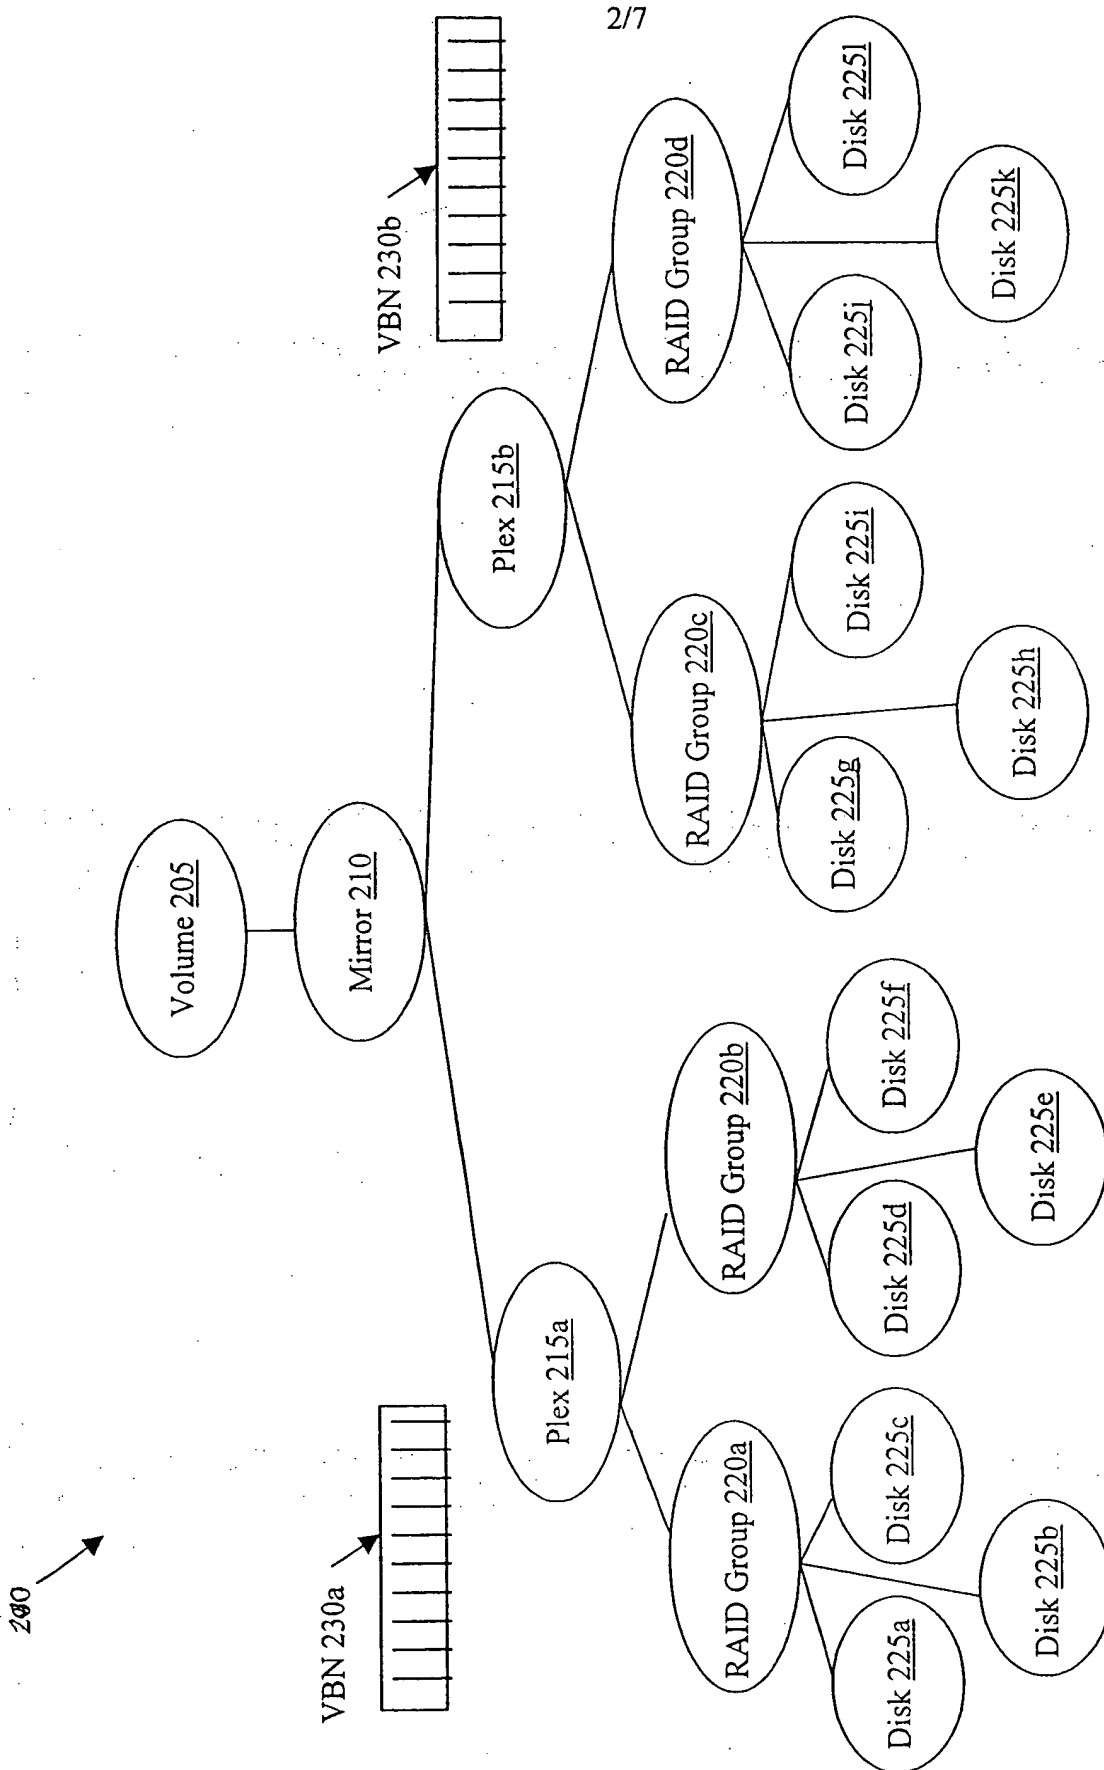 2/7
VBN 230a
VBN 230b
Volume 205
Mirror 210
Plex 215a
Plex 215b
RAID Group 220a
RAID Group 220b
RAID Group 220c
RAID Group 220d
Disk 225a
Disk 225b
Disk 225c
Disk 225d
Disk 225e
Disk 225f
Disk 225g
Disk 225h
Disk 225i
Disk 225j
Disk 225k
Disk 225l